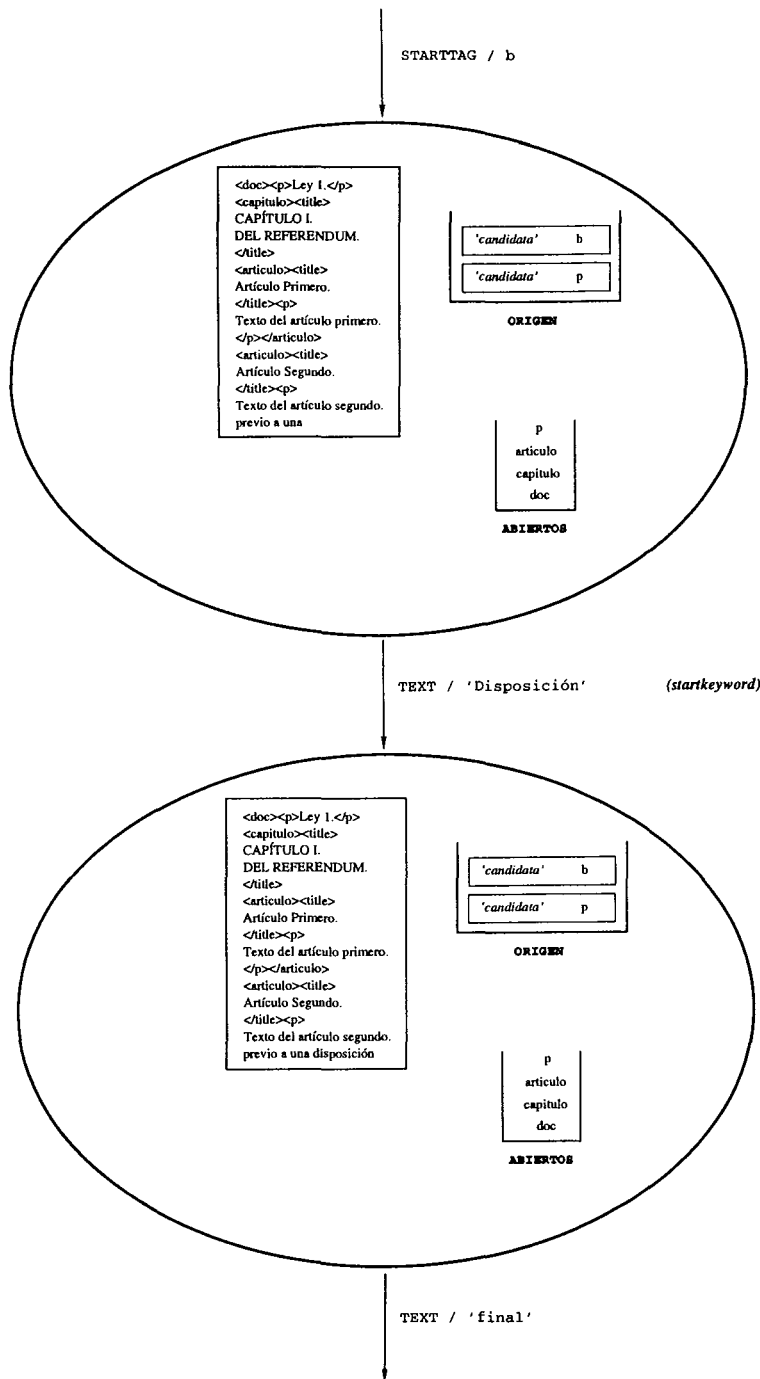 STARTTAG / b
<doc><p>Ley 1.</p>
<capitulo><title>
CAPÍTULO I.
DEL REFERENDUM.
</title>
<articulo><title>
Artículo Primero.
</title><p>
Texto del artículo primero.
</p></articulo>
<articulo><title>
Artículo Segundo.
</title><p>
Texto del artículo segundo.
previo a una
'candidata' b
'candidata' p
ORIGEN
p
articulo
capitulo
doc
ABIERTOS
TEXT / 'Disposición' (startkeyword)
<doc><p>Ley 1.</p>
<capitulo><title>
CAPÍTULO I.
DEL REFERENDUM.
</title>
<articulo><title>
Artículo Primero.
</title><p>
Texto del artículo primero.
</p></articulo>
<articulo><title>
Artículo Segundo.
</title><p>
Texto del artículo segundo.
previo a una disposición
'candidata' b
'candidata' p
ORIGEN
p
articulo
capitulo
doc
ABIERTOS
TEXT / 'final'